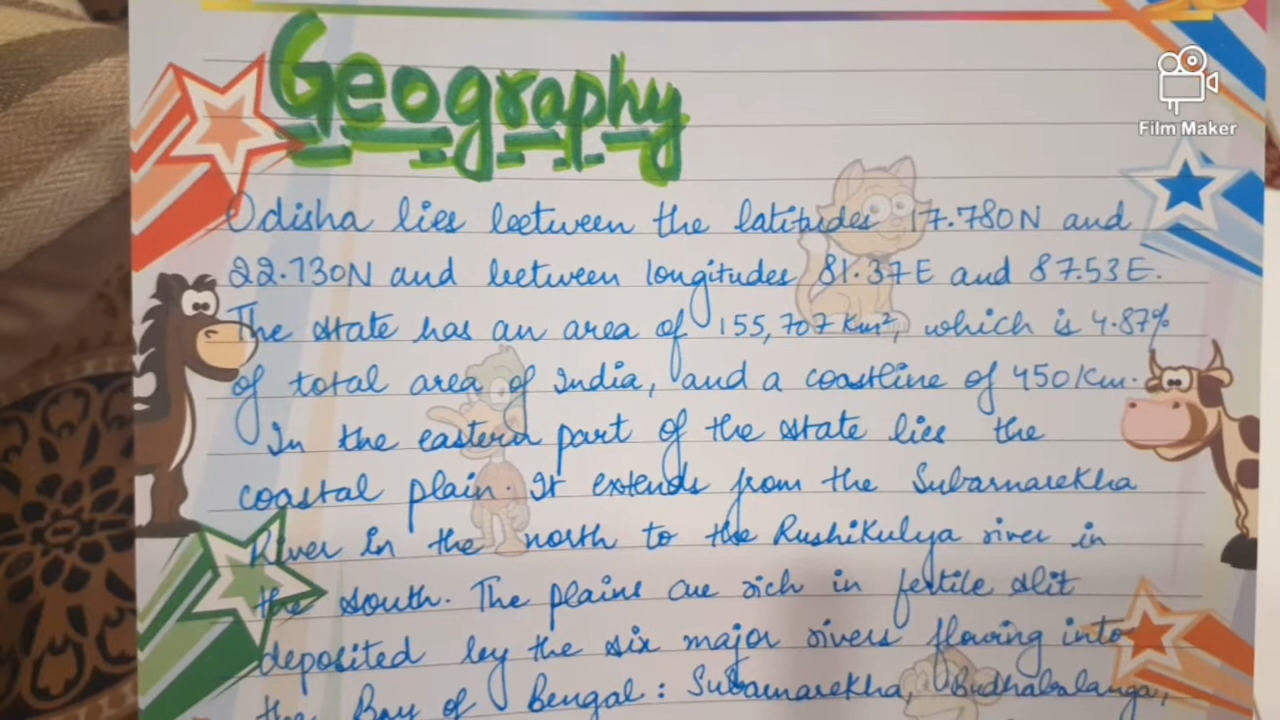 Geography
Film Maker
Odisha lies between the latitudes 17.780N and
22.730N and between longitudes 81.37E and 87.53E.
The state has an area of 155,707 Km², which is 4.87%
of total area of India, and a coastline of 450 Km.
In the eastern part of the state lies the
coastal plain. It extends from the Subarnarekha
River in the north to the Rushikulya river in
the south. The plains are rich in fertile slit
deposited by the six major rivers flowing into
the Bay of Bengal: Subarnarekha, Budhabalanga,